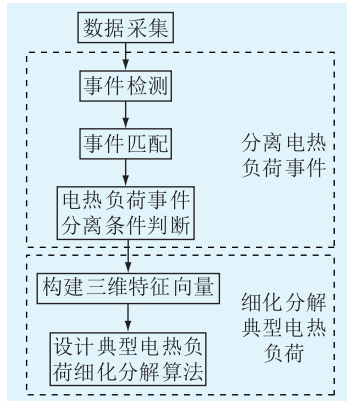 数据采集
事件检测
事件匹配
分离电热
负荷事件
电热负荷事件
分离条件判断
构建三维特征向量
细化分解
典型电热
负荷
设计典型电热负
荷细化分解算法